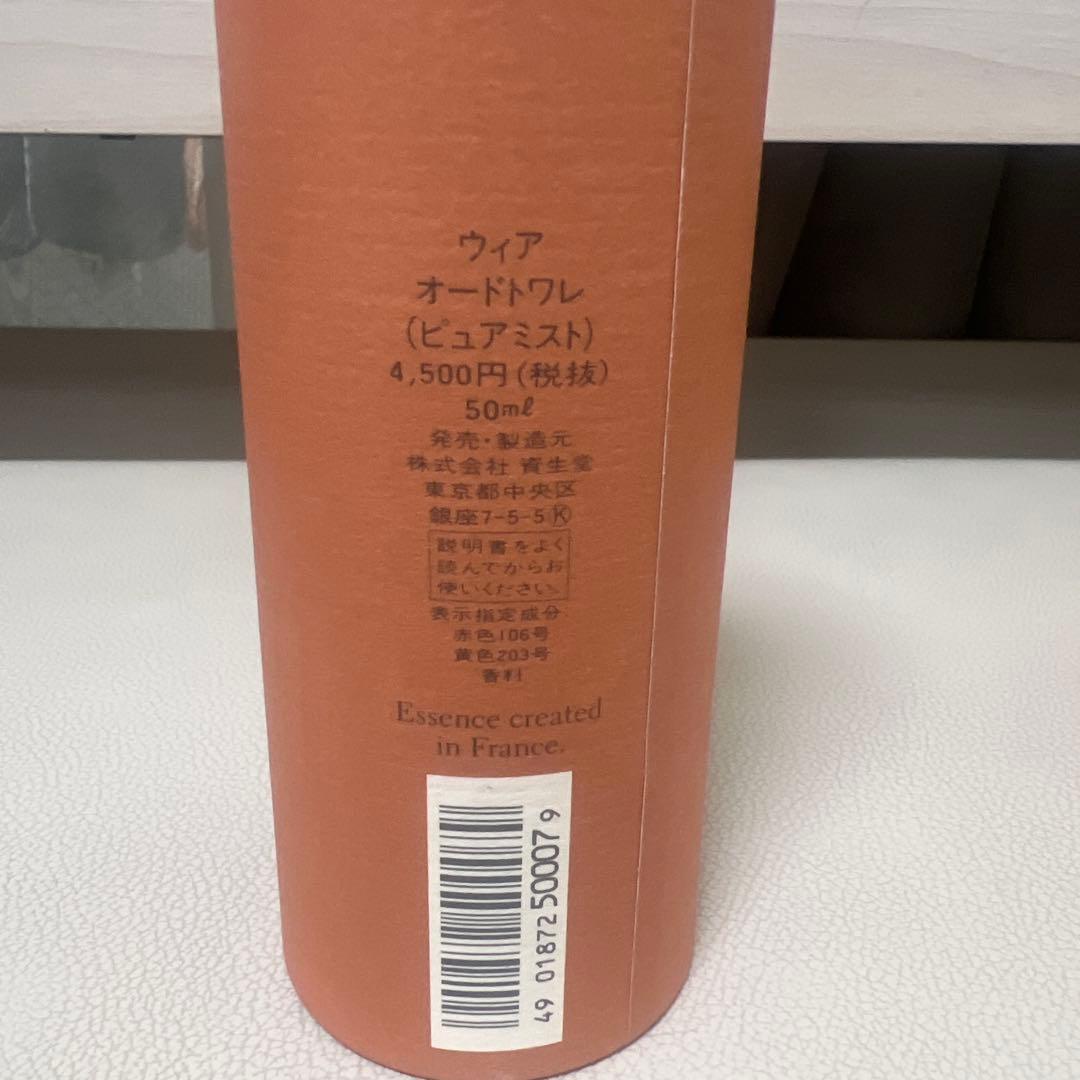 ウィア
オードトワレ
(ピュアミスト)
4,500円(税抜)
50mℓ
発売・製造元
株式会社 資生堂
東京都中央区
銀座7-5-5Ⓚ
説明書をよく
読んでからお
使いください。
表示指定成分
赤色106号
黄色203号
香料
Essence created
in France.
49 01872 50007 9